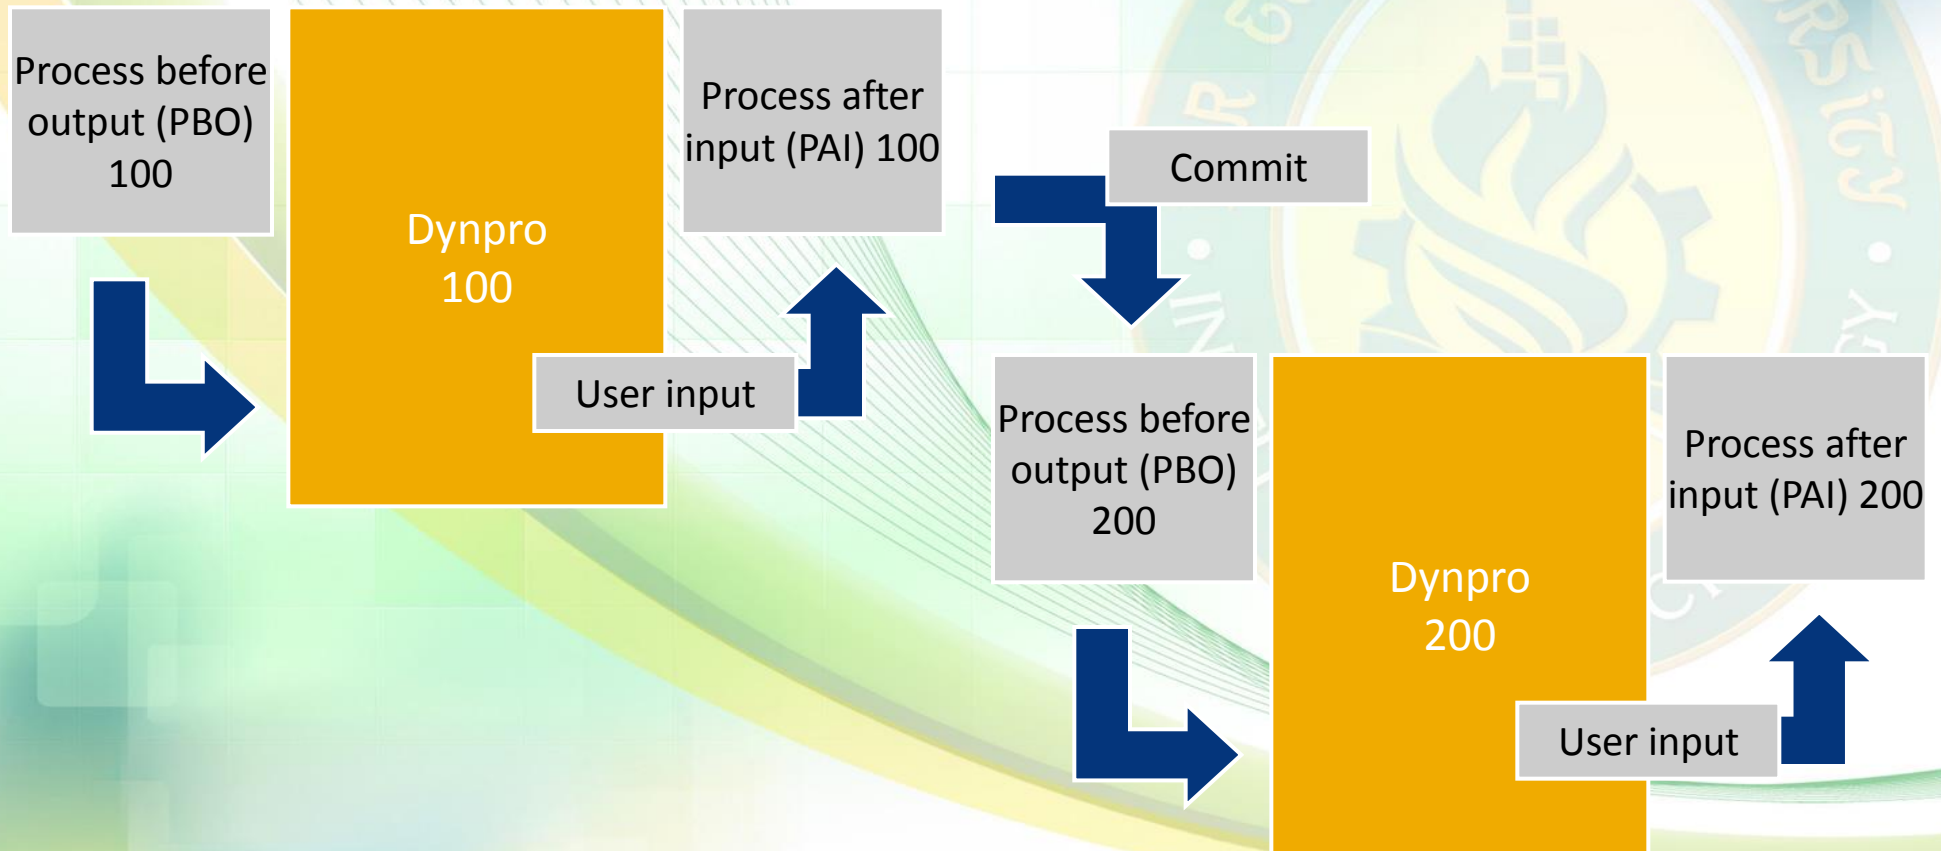 Process before
output (PBO)
100
Dynpro
100
User input
Process after
input (PAI) 100
Commit
Process before
output (PBO)
200
Dynpro
200
User input
Process after
input (PAI) 200